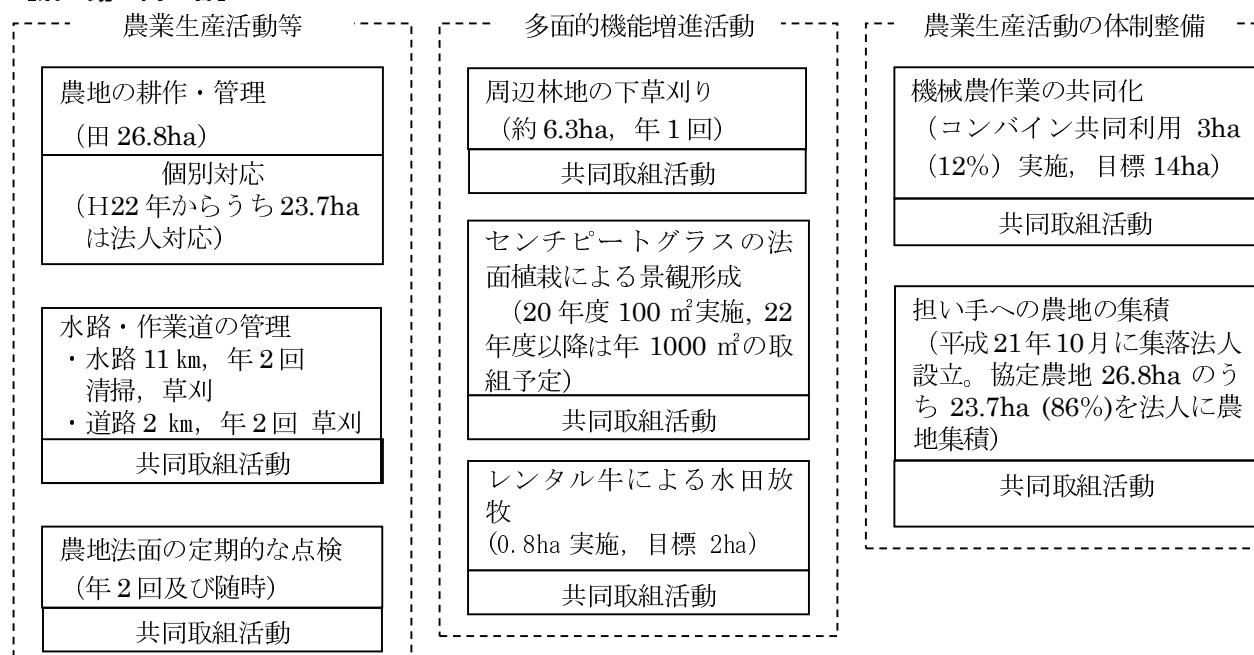 農業生産活動等
農地の耕作・管理
（田 26.8ha）
個別対応
（H22 年からうち 23.7ha
は法人対応）
水路・作業道の管理
・水路 11 ㎞，年２回
清掃，草刈
・道路 2 ㎞，年２回 草刈
共同取組活動
農地法面の定期的な点検
（年２回及び随時）
共同取組活動
多面的機能増進活動
周辺林地の下草刈り
（約 6.3ha，年１回）
共同取組活動
センチピートグラスの法
面植栽による景観形成
（20 年度 100 ㎡実施，22
年度以降は年 1000 ㎡の取
組予定）
共同取組活動
レンタル牛による水田放
牧
(0.8ha 実施，目標 2ha）
共同取組活動
農業生産活動の体制整備
機械農作業の共同化
（コンバイン共同利用 3ha
(12%）実施，目標 14ha）
共同取組活動
担い手への農地の集積
（平成 21 年 10 月に集落法人
設立。協定農地 26.8ha のう
ち 23.7ha (86%)を法人に農
地集積）
共同取組活動